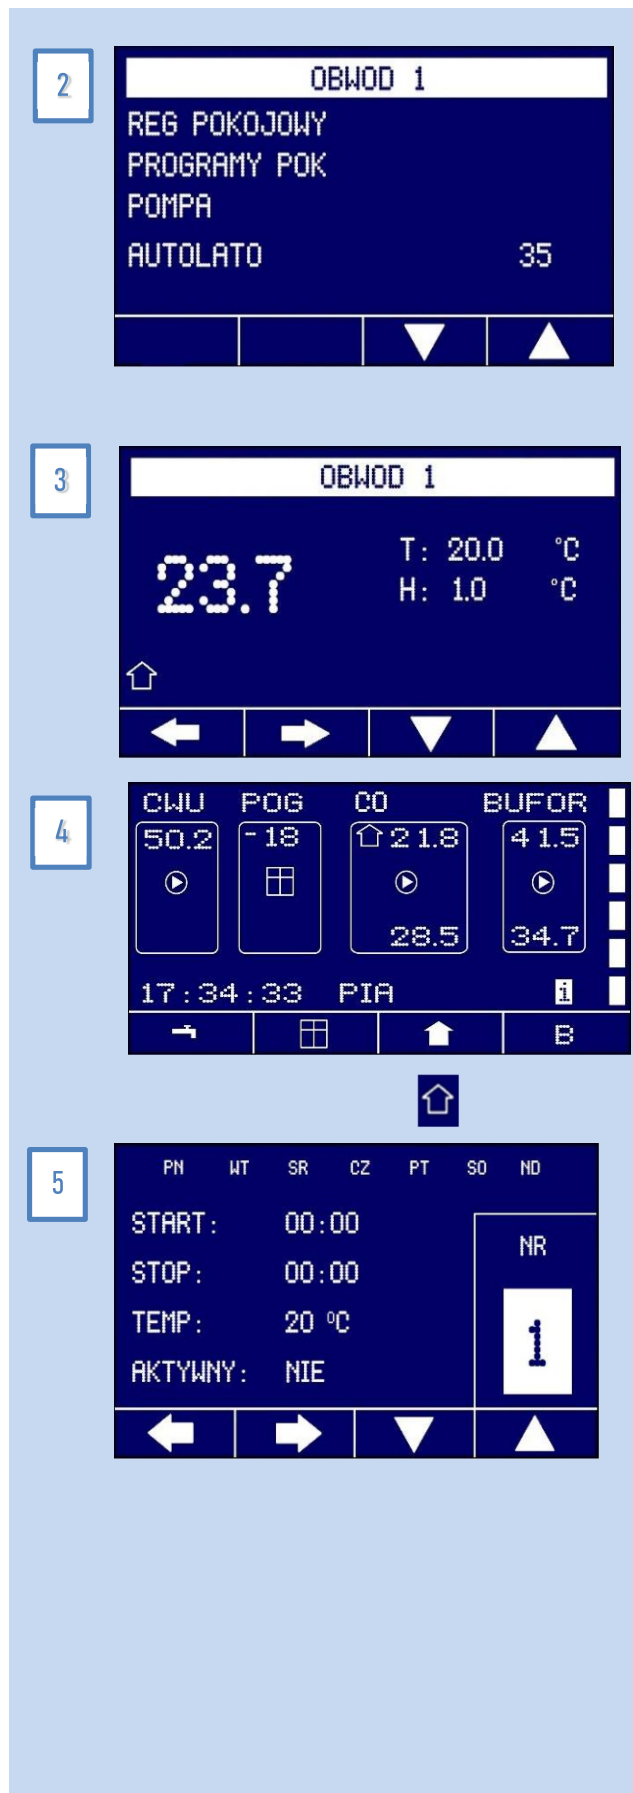 2
OBWOD 1
REG POKOJOWY
PROGRAMY POK
POMPA
AUTOLATO 35
3
OBWOD 1
23.7
T: 20.0 °C
H: 1.0 °C
4
CWU POG CO BUFOR
50.2 -18 21.8 41.5
28.5 34.7
17:34:33 PIA i
B
5
PN WT SR CZ PT SO ND
START: 00:00
STOP: 00:00
TEMP: 20 °C
AKTYWNY: NIE
NR
1